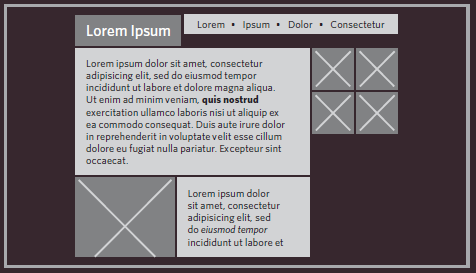 Lorem Ipsum
Lorem • Ipsum • Dolor • Consectetur
Lorem ipsum dolor sit amet, consectetur
adipisicing elit, sed do eiusmod tempor
incididunt ut labore et dolore magna aliqua.
Ut enim ad minim veniam, quis nostrud
exercitation ullamco laboris nisi ut aliquip ex
ea commodo consequat. Duis aute irure dolor
in reprehenderit in voluptate velit esse cillum
dolore eu fugiat nulla pariatur. Excepteur sint
occaecat.
Lorem ipsum dolor
sit amet, consectetur
adipisicing elit, sed
do eiusmod tempor
incididunt ut labore et